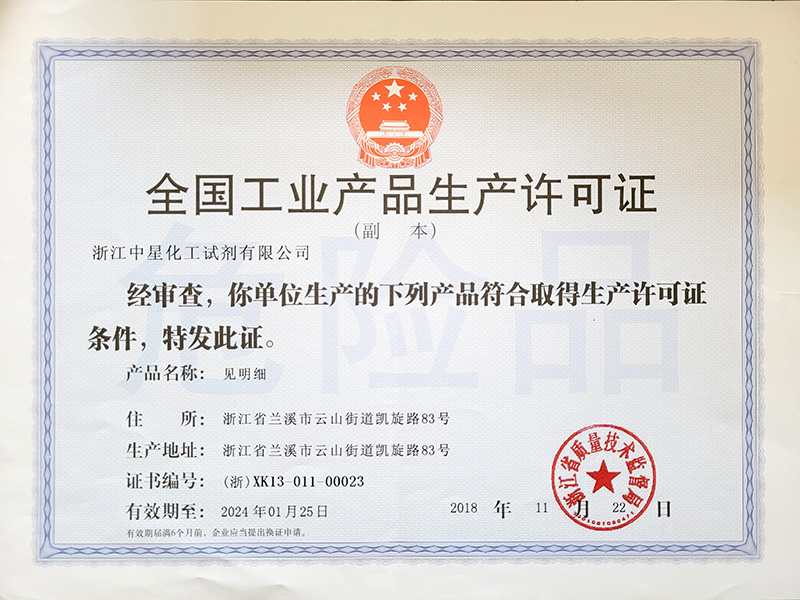 全国工业产品生产许可证
(副 本)
浙江中星化工试剂有限公司
危险品
经审查，你单位生产的下列产品符合取得生产许可证
条件，特发此证。
产品名称： 见明细
住 所： 浙江省兰溪市云山街道凯旋路83号
生产地址： 浙江省兰溪市云山街道凯旋路83号
证书编号： (浙)XK13-011-00023
有效期至： 2024年01月25日
2018 年 11 月 22 日
浙江省质量技术监督局
有效期届满6个月前，企业应当提出换证申请。